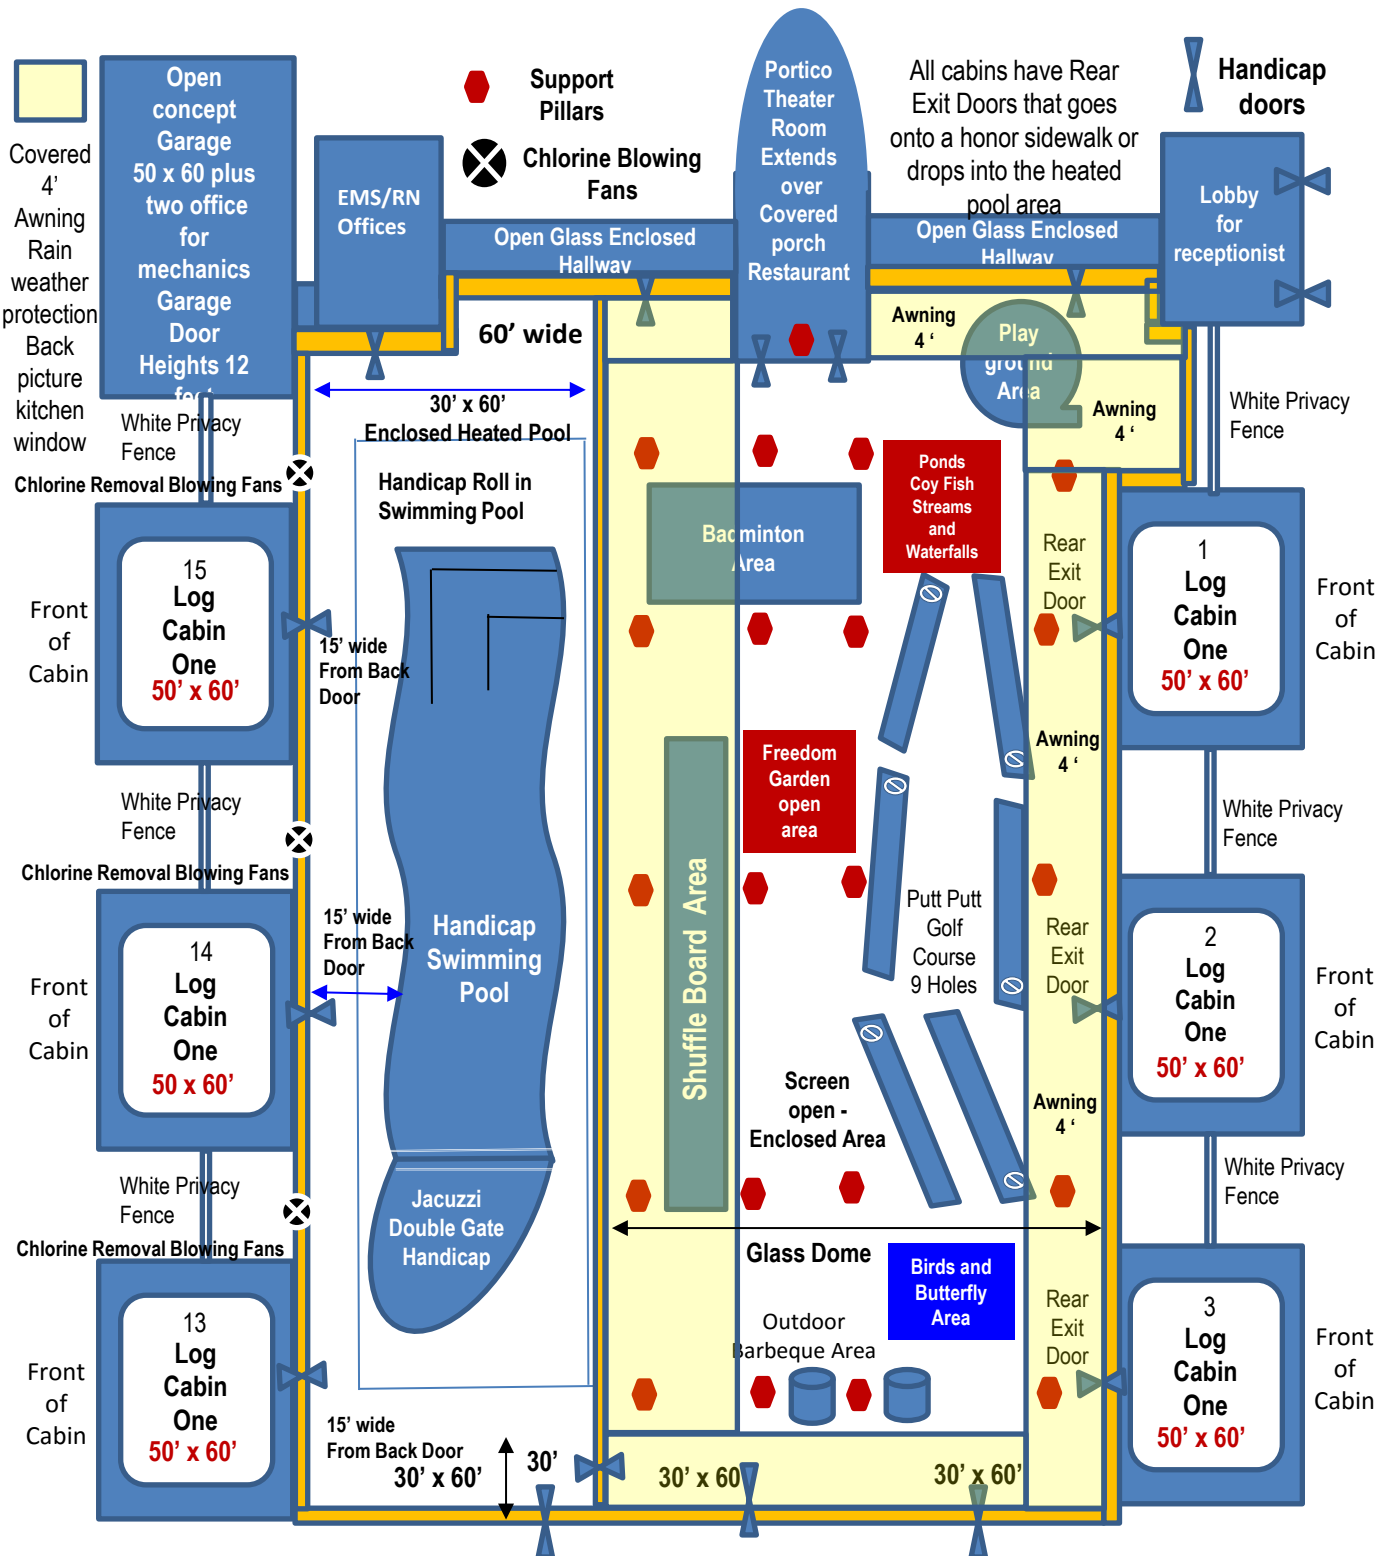 Covered
4’
Awning
Rain
weather
protection
Back
picture
kitchen
window
Open
concept
Garage
50 x 60 plus
two office
for
mechanics
Garage
Door
Heights 12
feet
EMS/RN
Offices
Support
Pillars
Chlorine Blowing
Fans
Open Glass Enclosed
Hallway
Portico
Theater
Room
Extends
over
Covered
porch
Restaurant
All cabins have Rear
Exit Doors that goes
onto a honor sidewalk or
drops into the heated
pool area
Open Glass Enclosed
Hallway
Handicap
doors
Lobby
for
receptionist
60’ wide
30’ x 60’
Enclosed Heated Pool
Awning
4 ‘
Play
ground
Area
Awning
4 ‘
White Privacy
Fence
White Privacy
Fence
Chlorine Removal Blowing Fans
Handicap Roll in
Swimming Pool
Badminton
Area
Ponds
Coy Fish
Streams
and
Waterfalls
Rear
Exit
Door
Front
of
Cabin
15
Log
Cabin
One
50’ x 60’
15’ wide
From Back
Door
1
Log
Cabin
One
50’ x 60’
Front
of
Cabin
Freedom
Garden
open
area
Awning
4 ‘
White Privacy
Fence
White Privacy
Fence
Chlorine Removal Blowing Fans
Shuffle Board Area
Putt Putt
Golf
Course
9 Holes
Rear
Exit
Door
Front
of
Cabin
14
Log
Cabin
One
50 x 60’
15’ wide
From Back
Door
Handicap
Swimming
Pool
2
Log
Cabin
One
50’ x 60’
Front
of
Cabin
Screen
open -
Enclosed Area
Awning
4 ‘
White Privacy
Fence
White Privacy
Fence
Chlorine Removal Blowing Fans
Jacuzzi
Double Gate
Handicap
Glass Dome
Birds and
Butterfly
Area
Rear
Exit
Door
Outdoor
Barbeque Area
Front
of
Cabin
13
Log
Cabin
One
50’ x 60’
3
Log
Cabin
One
50’ x 60’
Front
of
Cabin
15’ wide
From Back Door
30’ x 60’
30’
30’ x 60
30’ x 60’